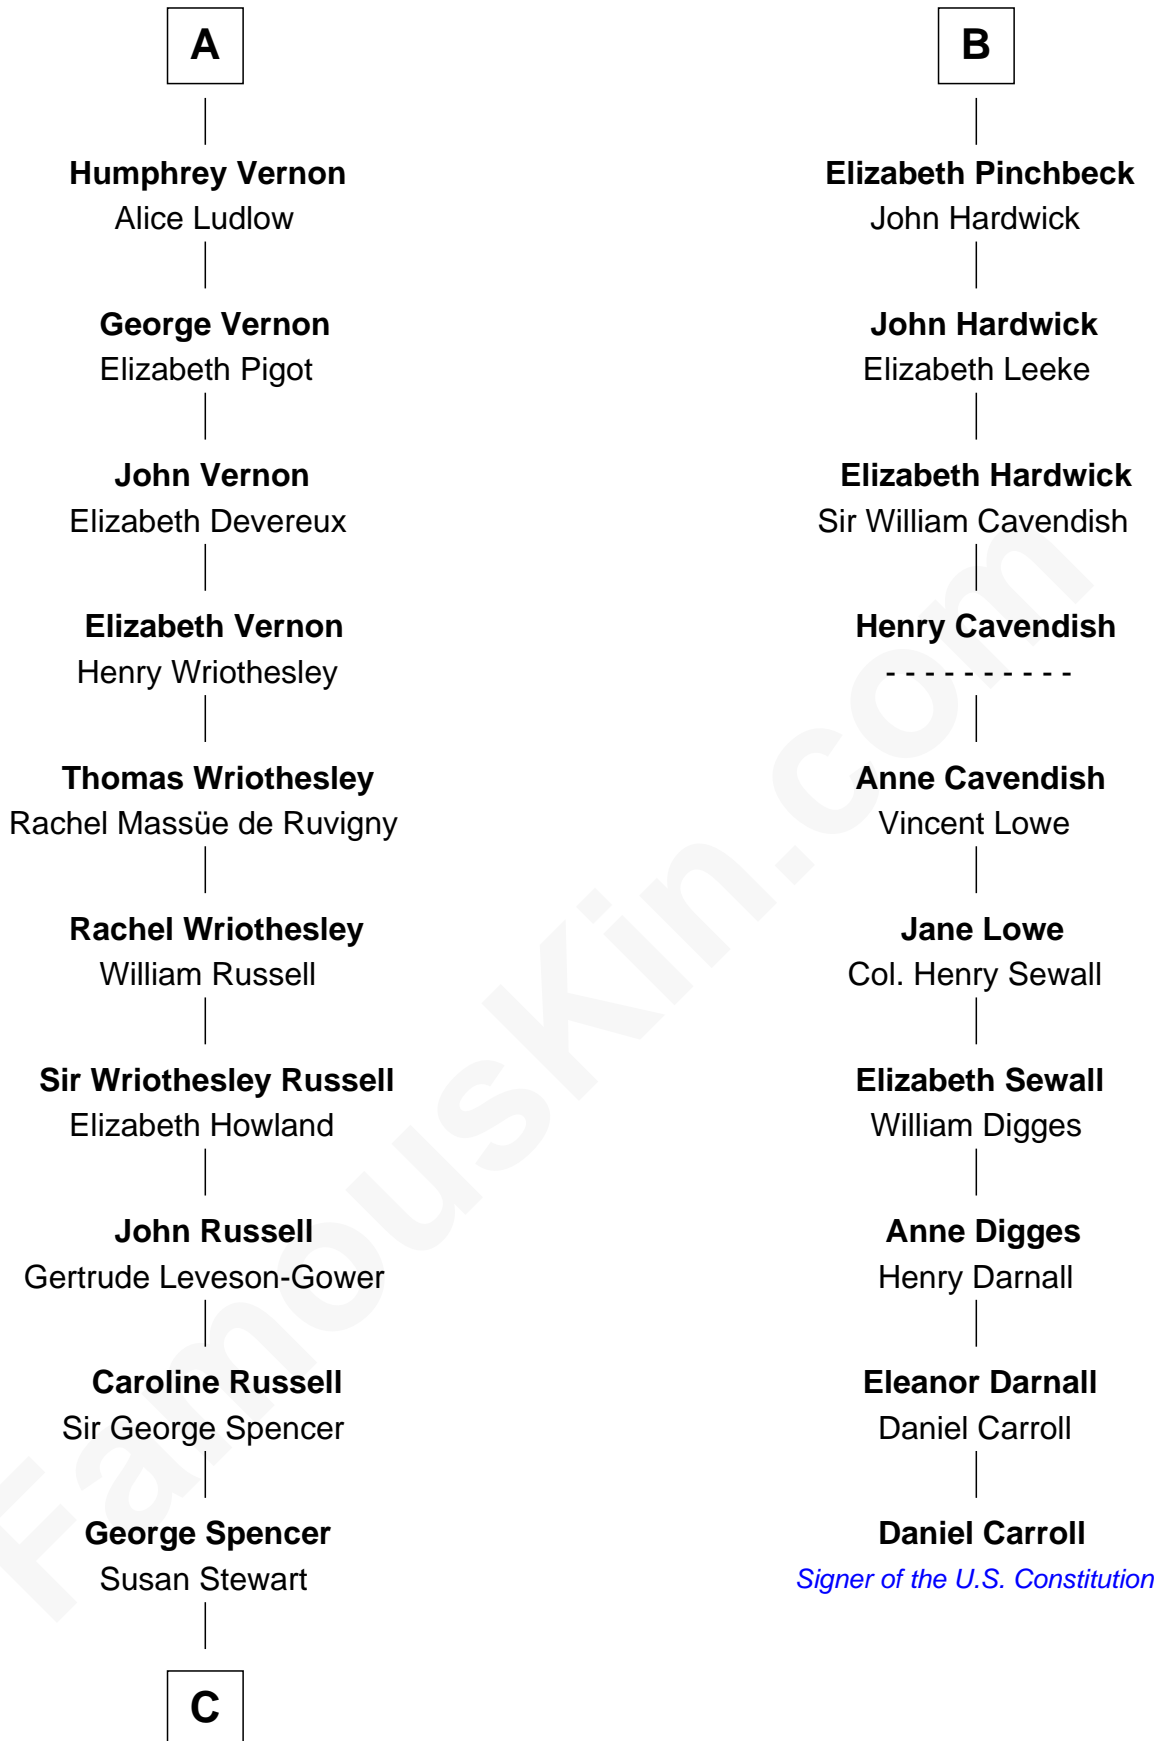 A
Humphrey Vernon
Alice Ludlow
George Vernon
Elizabeth Pigot
John Vernon
Elizabeth Devereux
Elizabeth Vernon
Henry Wriothesley
Thomas Wriothesley
Rachel Massüe de Ruvigny
Rachel Wriothesley
William Russell
Sir Wriothesley Russell
Elizabeth Howland
John Russell
Gertrude Leveson-Gower
Caroline Russell
Sir George Spencer
George Spencer
Susan Stewart
C
B
Elizabeth Pinchbeck
John Hardwick
John Hardwick
Elizabeth Leeke
Elizabeth Hardwick
Sir William Cavendish
Henry Cavendish
- - - - - - - - - -
Anne Cavendish
Vincent Lowe
Jane Lowe
Col. Henry Sewall
Elizabeth Sewall
William Digges
Anne Digges
Henry Darnall
Eleanor Darnall
Daniel Carroll
Daniel Carroll
Signer of the U.S. Constitution
FamousKin.com